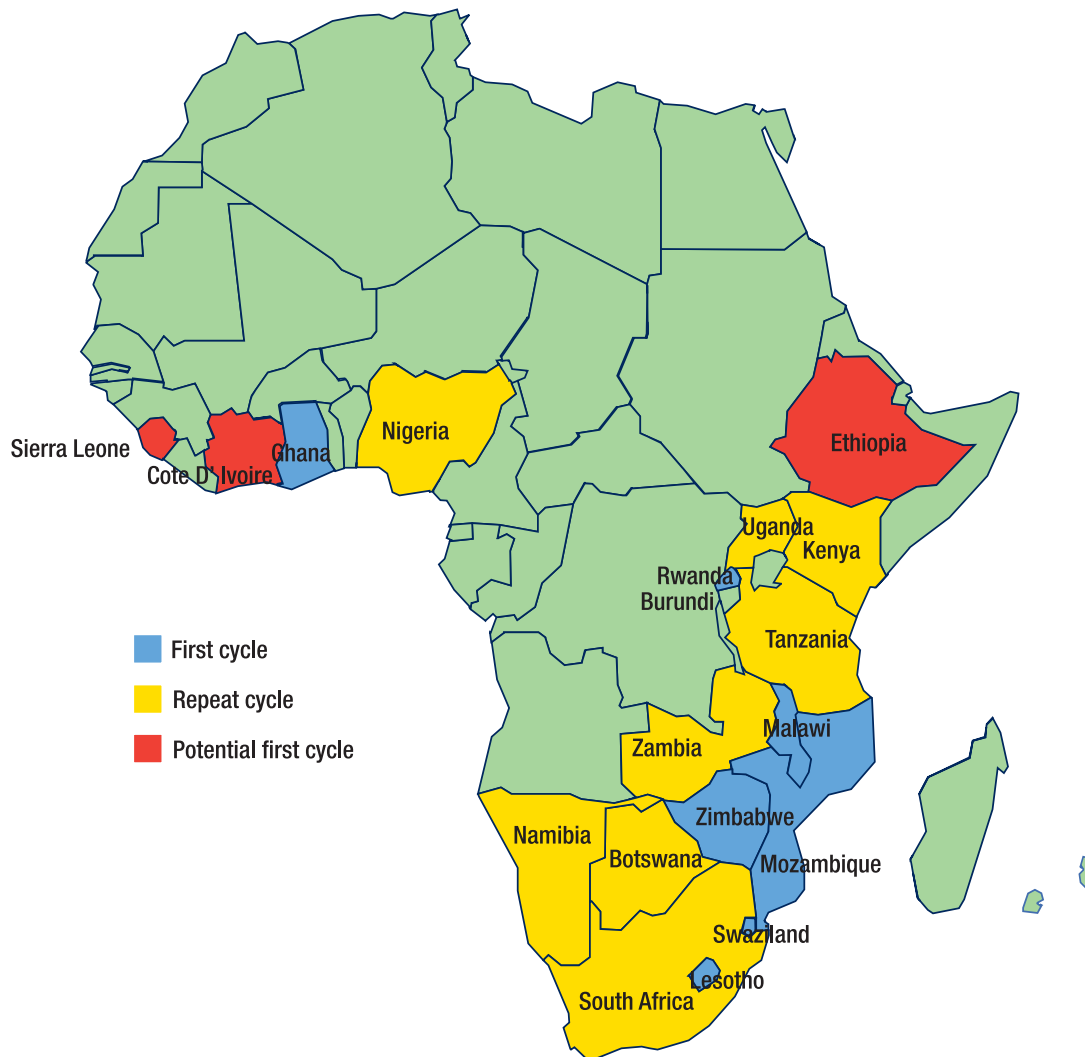 Nigeria
Ethiopia
Sierra Leone
Ghana
Cote D' Ivoire
Uganda
Kenya
Rwanda
Burundi
Tanzania
First cycle
Repeat cycle
Potential first cycle
Malawi
Zambia
Zimbabwe
Namibia
Botswana
Mozambique
Swaziland
Lesotho
South Africa